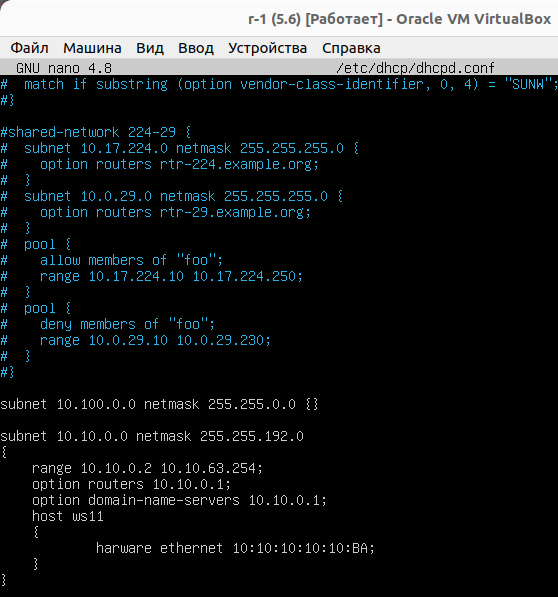 r-1 (5.6) [Работает] - Oracle VM VirtualBox
Файл Машина Вид Ввод Устройства Справка
GNU nano 4.8 /etc/dhcp/dhcpd.conf
#  match if substring (option vendor-class-identifier, 0, 4) = "SUNW";
#}
#shared-network 224-29 {
#  subnet 10.17.224.0 netmask 255.255.255.0 {
#    option routers rtr-224.example.org;
#  }
#  subnet 10.0.29.0 netmask 255.255.255.0 {
#    option routers rtr-29.example.org;
#  }
#  pool {
#    allow members of "foo";
#    range 10.17.224.10 10.17.224.250;
#  }
#  pool {
#    deny members of "foo";
#    range 10.0.29.10 10.0.29.230;
#  }
#}
subnet 10.100.0.0 netmask 255.255.0.0 {}
subnet 10.10.0.0 netmask 255.255.192.0
{
    range 10.10.0.2 10.10.63.254;
    option routers 10.10.0.1;
    option domain-name-servers 10.10.0.1;
    host ws11
    {
            harware ethernet 10:10:10:10:10:BA;
    }
}